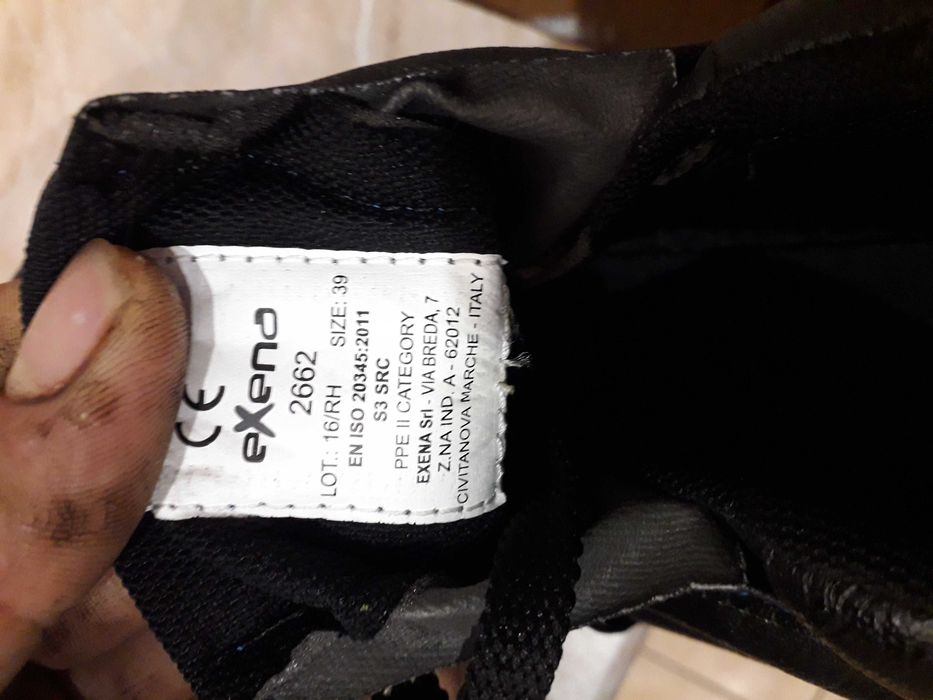 CE
eXena
2662
LOT.: 16/RH SIZE: 39
EN ISO 20345:2011
S3 SRC
PPE II CATEGORY
EXENA Srl - VIA BREDA, 7
Z.NA IND. A - 62012
CIVITANOVA MARCHE - ITALY